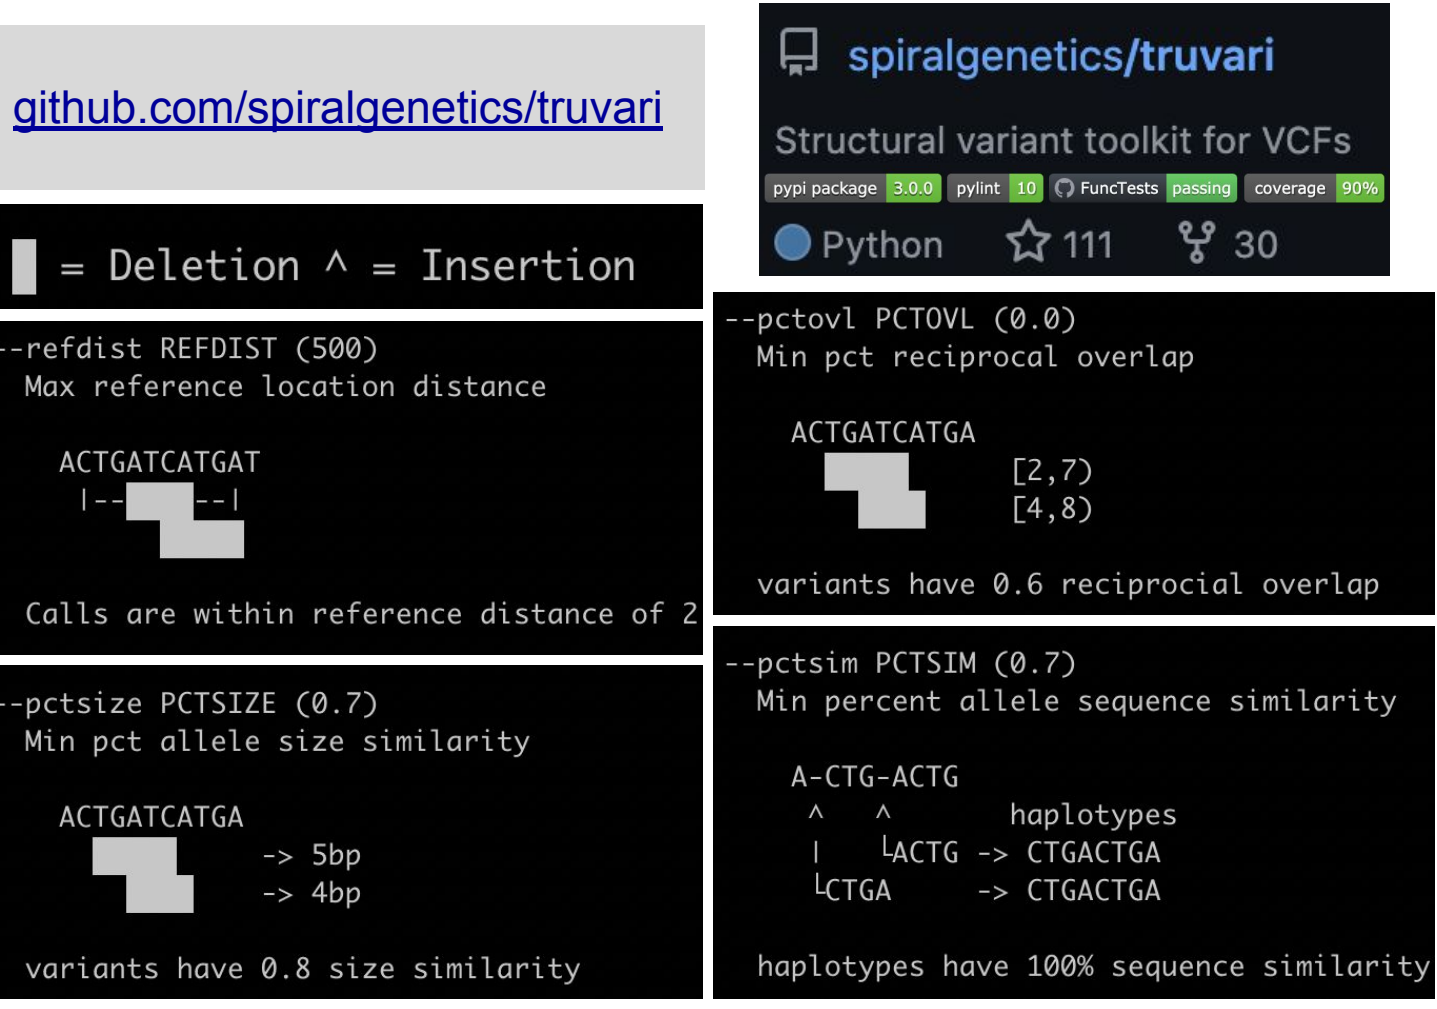 github.com/spiralgenetics/truvari
spiralgenetics/truvari
Structural variant toolkit for VCFs
pypi package 3.0.0 pylint 10 FuncTests passing coverage 90%
Python 111 30
= Deletion ^ = Insertion
--refdist REFDIST (500)
Max reference location distance
ACTGATCATGAT
|-- --|
Calls are within reference distance of 2
--pctovl PCTOVL (0.0)
Min pct reciprocal overlap
ACTGATCATGA
[2,7)
[4,8)
variants have 0.6 reciprocial overlap
--pctsize PCTSIZE (0.7)
Min pct allele size similarity
ACTGATCATGA
-> 5bp
-> 4bp
variants have 0.8 size similarity
--pctsim PCTSIM (0.7)
Min percent allele sequence similarity
A-CTG-ACTG
^ ^ haplotypes
| └ACTG -> CTGACTGA
└CTGA -> CTGACTGA
haplotypes have 100% sequence similarity